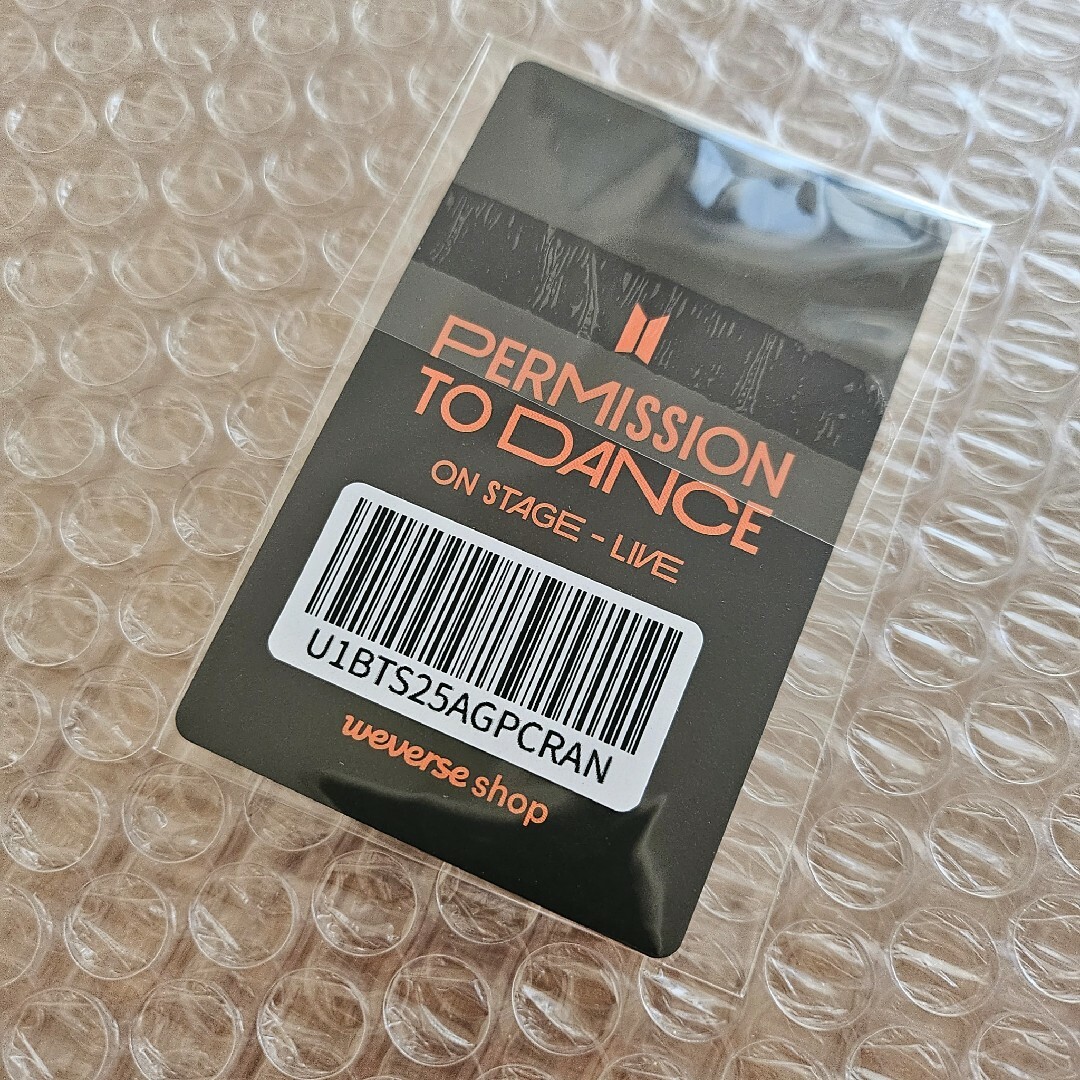 PERMISSION
TO DANCE
ON STAGE - LIVE
U1BTS25AGPCRAN
weverse shop